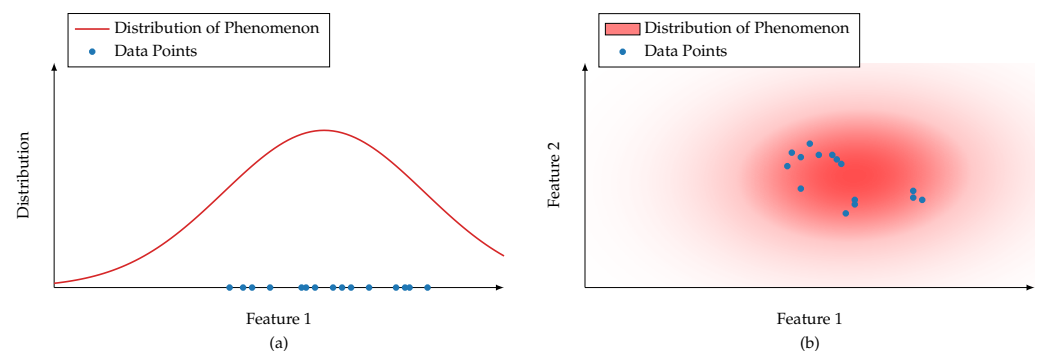 Distribution of Phenomenon
Data Points
Distribution
Feature 1
(a)
Distribution of Phenomenon
Data Points
Feature 2
Feature 1
(b)